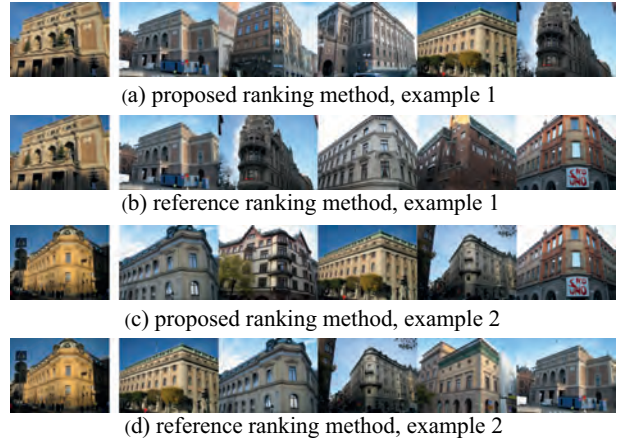 (a) proposed ranking method, example 1
(b) reference ranking method, example 1
(c) proposed ranking method, example 2
(d) reference ranking method, example 2